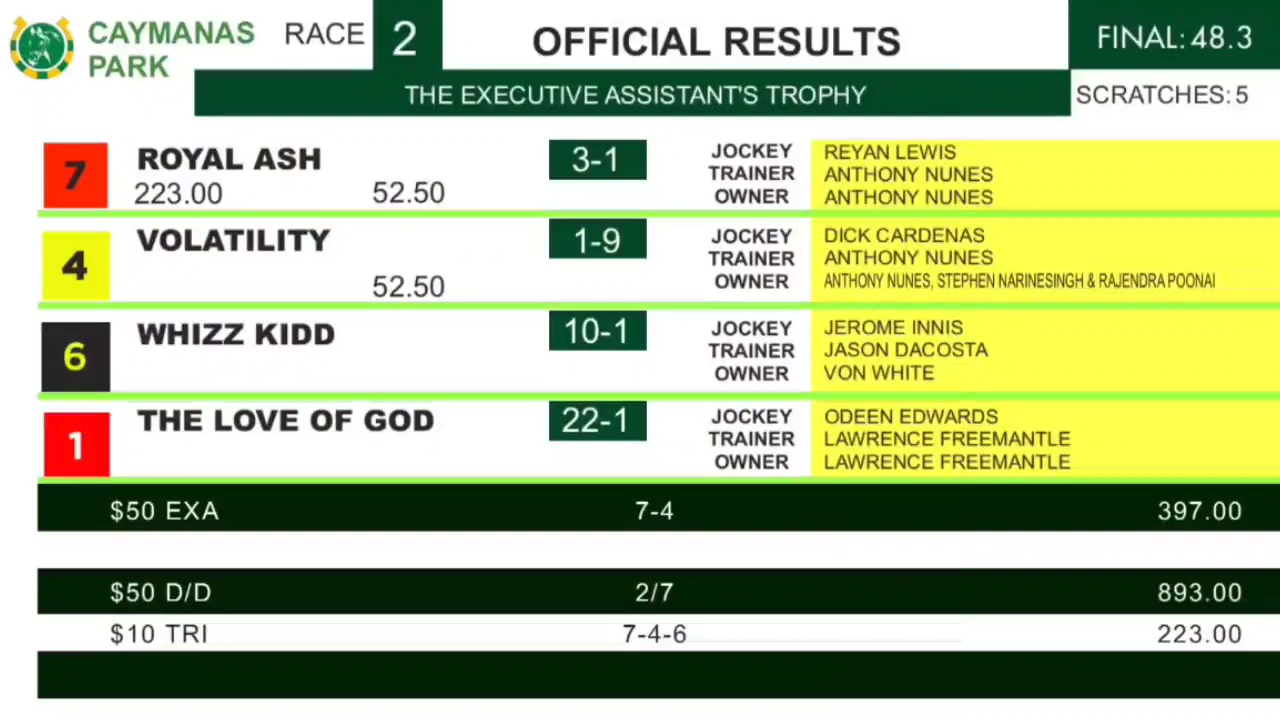 CAYMANAS PARK RACE 2 OFFICIAL RESULTS FINAL: 48.3
THE EXECUTIVE ASSISTANT'S TROPHY SCRATCHES: 5
7 ROYAL ASH 3-1 JOCKEY REYAN LEWIS
223.00 52.50 TRAINER ANTHONY NUNES
OWNER ANTHONY NUNES
4 VOLATILITY 1-9 JOCKEY DICK CARDENAS
TRAINER ANTHONY NUNES
52.50 OWNER ANTHONY NUNES, STEPHEN NARINESINGH & RAJENDRA POONAI
6 WHIZZ KIDD 10-1 JOCKEY JEROME INNIS
TRAINER JASON DACOSTA
OWNER VON WHITE
1 THE LOVE OF GOD 22-1 JOCKEY ODEEN EDWARDS
TRAINER LAWRENCE FREEMANTLE
OWNER LAWRENCE FREEMANTLE
$50 EXA 7-4 397.00
$50 D/D 2/7 893.00
$10 TRI 7-4-6 223.00